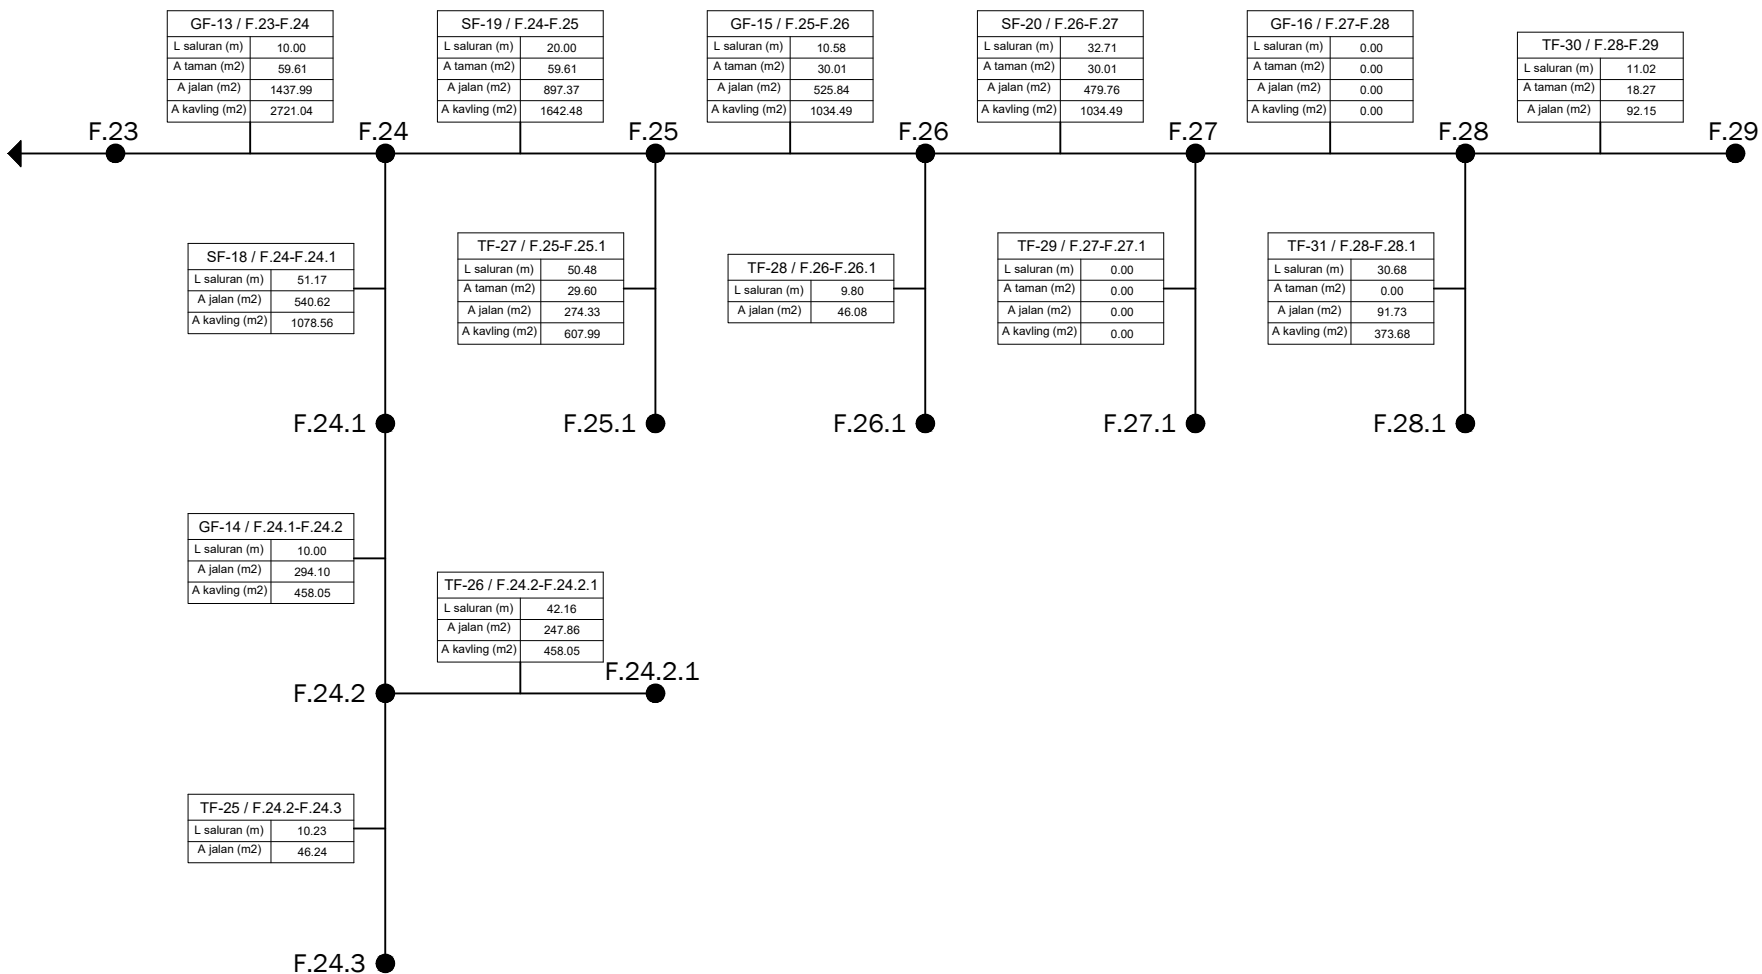 GF-13 / F.23-F.24
L saluran (m) 10.00
A taman (m2) 59.61
A jalan (m2) 1437.99
A kavling (m2) 2721.04
SF-19 / F.24-F.25
L saluran (m) 20.00
A taman (m2) 59.61
A jalan (m2) 897.37
A kavling (m2) 1642.48
GF-15 / F.25-F.26
L saluran (m) 10.58
A taman (m2) 30.01
A jalan (m2) 525.84
A kavling (m2) 1034.49
SF-20 / F.26-F.27
L saluran (m) 32.71
A taman (m2) 30.01
A jalan (m2) 479.76
A kavling (m2) 1034.49
GF-16 / F.27-F.28
L saluran (m) 0.00
A taman (m2) 0.00
A jalan (m2) 0.00
A kavling (m2) 0.00
TF-30 / F.28-F.29
L saluran (m) 11.02
A taman (m2) 18.27
A jalan (m2) 92.15
F.23 F.24 F.25 F.26 F.27 F.28 F.29
SF-18 / F.24-F.24.1
L saluran (m) 51.17
A jalan (m2) 540.62
A kavling (m2) 1078.56
TF-27 / F.25-F.25.1
L saluran (m) 50.48
A taman (m2) 29.60
A jalan (m2) 274.33
A kavling (m2) 607.99
TF-28 / F.26-F.26.1
L saluran (m) 9.80
A jalan (m2) 46.08
TF-29 / F.27-F.27.1
L saluran (m) 0.00
A taman (m2) 0.00
A jalan (m2) 0.00
A kavling (m2) 0.00
TF-31 / F.28-F.28.1
L saluran (m) 30.68
A taman (m2) 0.00
A jalan (m2) 91.73
A kavling (m2) 373.68
F.24.1 F.25.1 F.26.1 F.27.1 F.28.1
GF-14 / F.24.1-F.24.2
L saluran (m) 10.00
A jalan (m2) 294.10
A kavling (m2) 458.05
TF-26 / F.24.2-F.24.2.1
L saluran (m) 42.16
A jalan (m2) 247.86
A kavling (m2) 458.05
F.24.2 F.24.2.1
TF-25 / F.24.2-F.24.3
L saluran (m) 10.23
A jalan (m2) 46.24
F.24.3